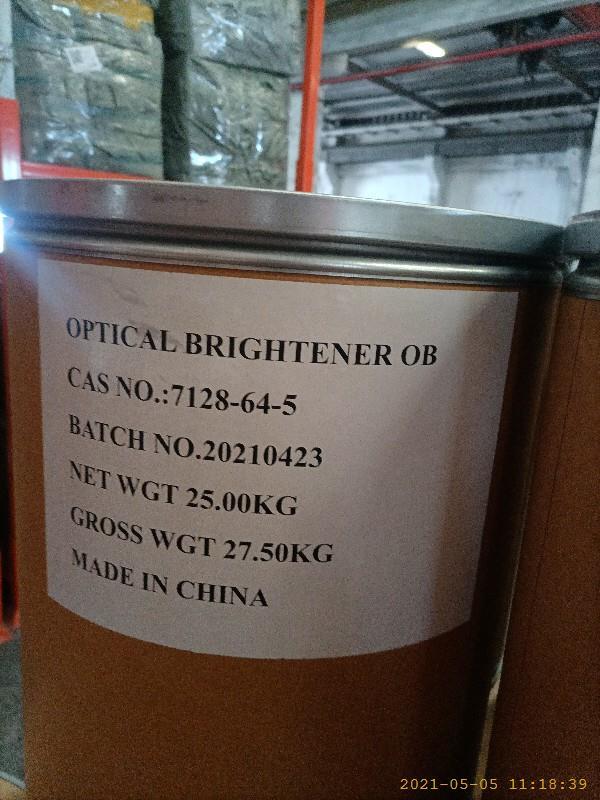 OPTICAL BRIGHTENER OB
CAS NO.:7128-64-5
BATCH NO.20210423
NET WGT 25.00KG
GROSS WGT 27.50KG
MADE IN CHINA
2021-05-05 11:18:39